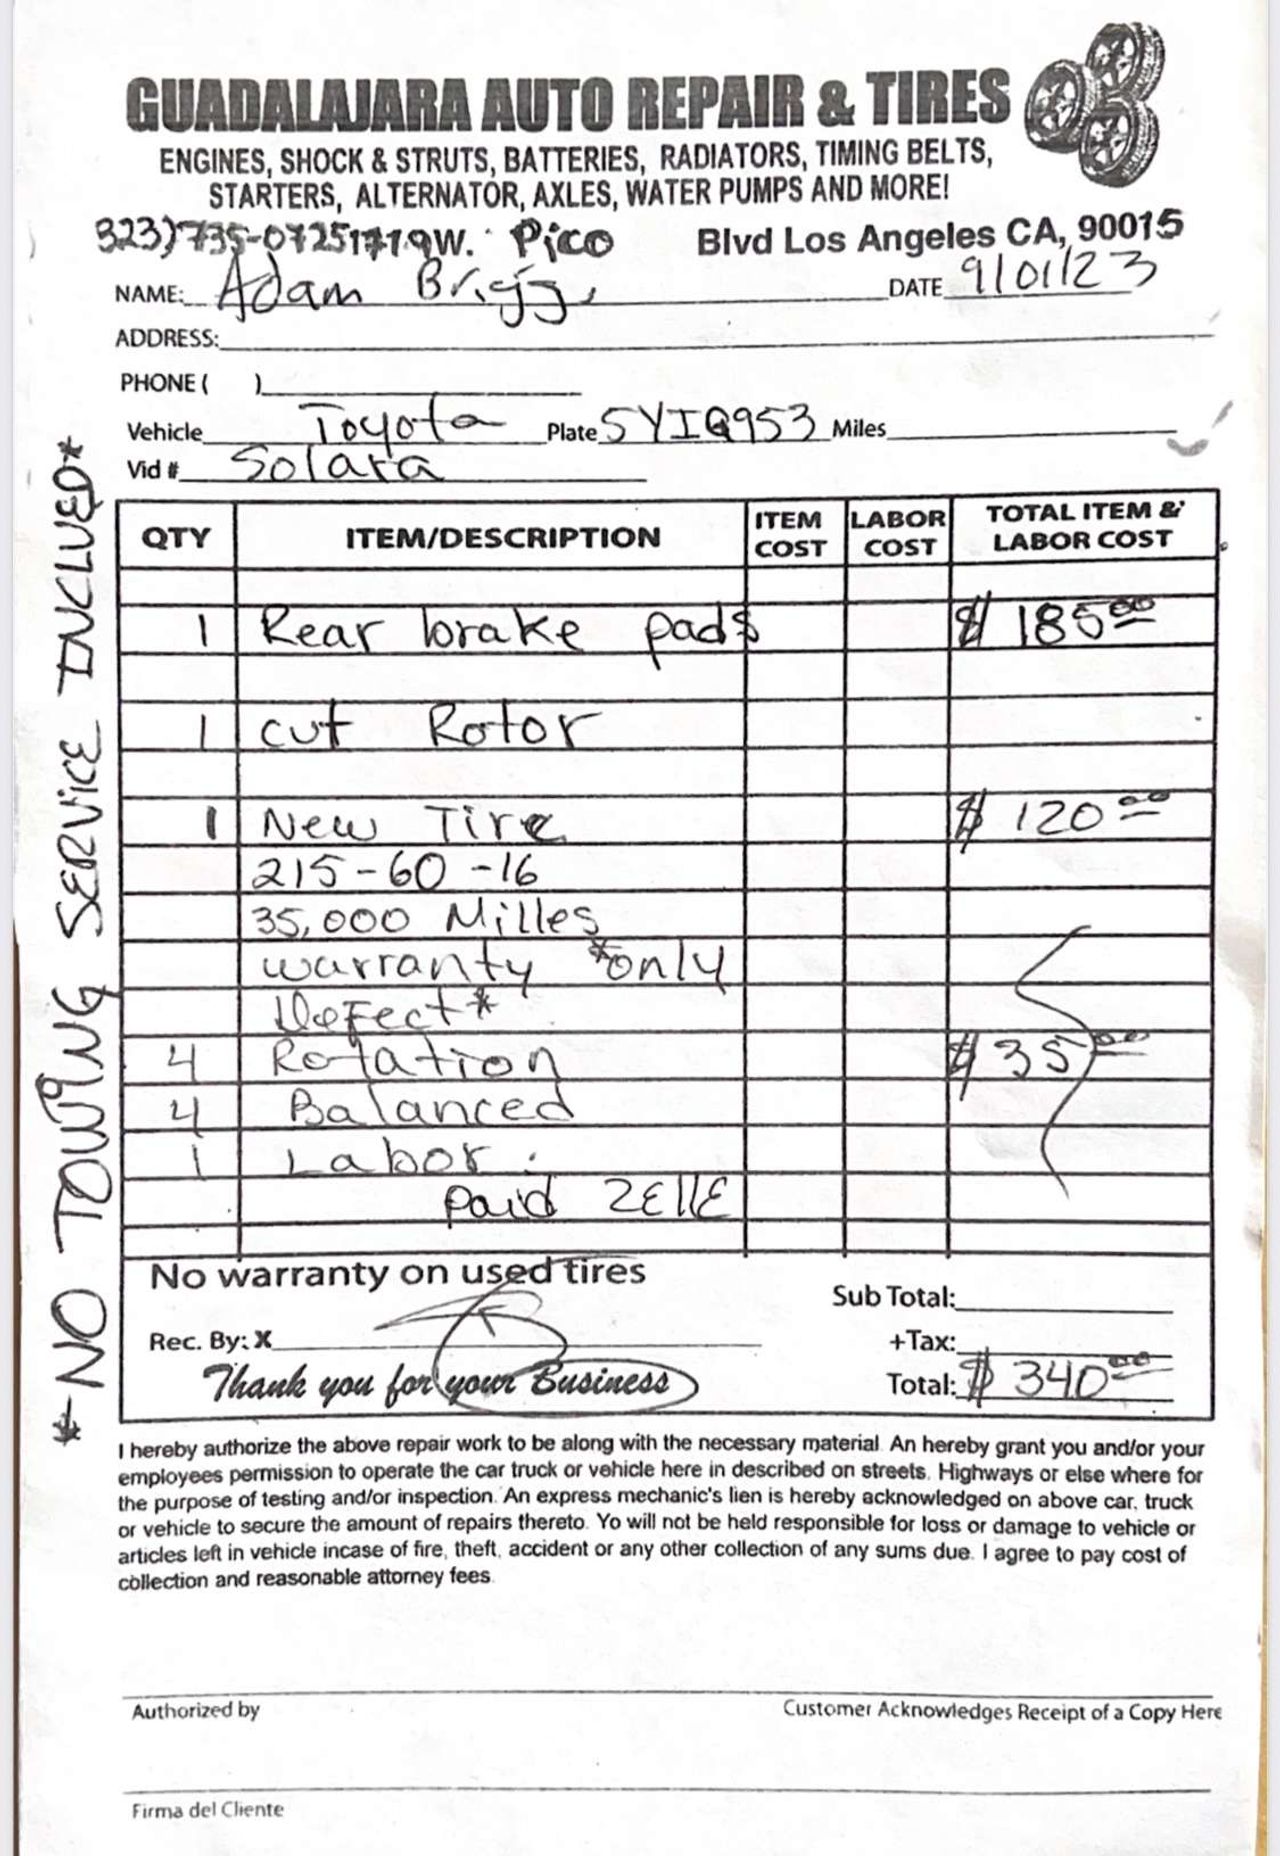 GUADALAJARA AUTO REPAIR & TIRES
ENGINES, SHOCK & STRUTS, BATTERIES, RADIATORS, TIMING BELTS,
STARTERS, ALTERNATOR, AXLES, WATER PUMPS AND MORE!
323)735-0725 1719 W. Pico Blvd Los Angeles CA, 90015
NAME: Adam Briggs DATE 9/01/23
ADDRESS:
PHONE ( )
Vehicle Toyota Plate 5YIQ953 Miles
Vid # Solara
QTY ITEM/DESCRIPTION ITEM COST LABOR COST TOTAL ITEM & LABOR COST
1 Rear brake pads $ 185.00
1 cut Rotor
1 New Tire $ 120.00
215-60-16
35,000 Milles
warranty *only
Defect*
4 Rotation $ 35.00
4 Balanced
1 Labor.
paid ZEllE
*NO TOWING SERVICE INCLUED*
No warranty on used tires
Sub Total:
Rec. By: X +Tax:
Thank you for your Business Total: $ 340.00
I hereby authorize the above repair work to be along with the necessary material. An hereby grant you and/or your
employees permission to operate the car truck or vehicle here in described on streets. Highways or else where for
the purpose of testing and/or inspection. An express mechanic's lien is hereby acknowledged on above car, truck
or vehicle to secure the amount of repairs thereto. Yo will not be held responsible for loss or damage to vehicle or
articles left in vehicle incase of fire, theft, accident or any other collection of any sums due. I agree to pay cost of
collection and reasonable attorney fees.
Authorized by Customer Acknowledges Receipt of a Copy Here
Firma del Cliente